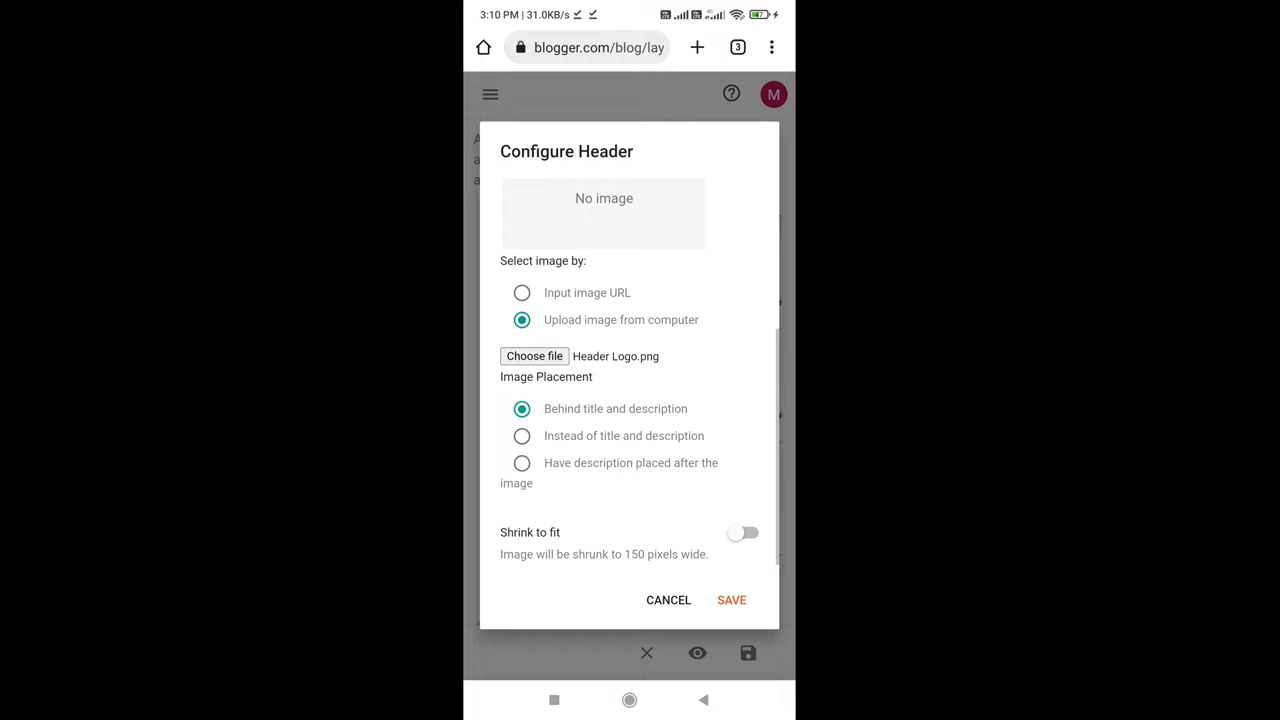 3:10 PM | 31.0KB/s
blogger.com/blog/lay
M
Configure Header
No image
Select image by:
Input image URL
Upload image from computer
Choose file Header Logo.png
Image Placement
Behind title and description
Instead of title and description
Have description placed after the
image
Shrink to fit
Image will be shrunk to 150 pixels wide.
CANCEL SAVE